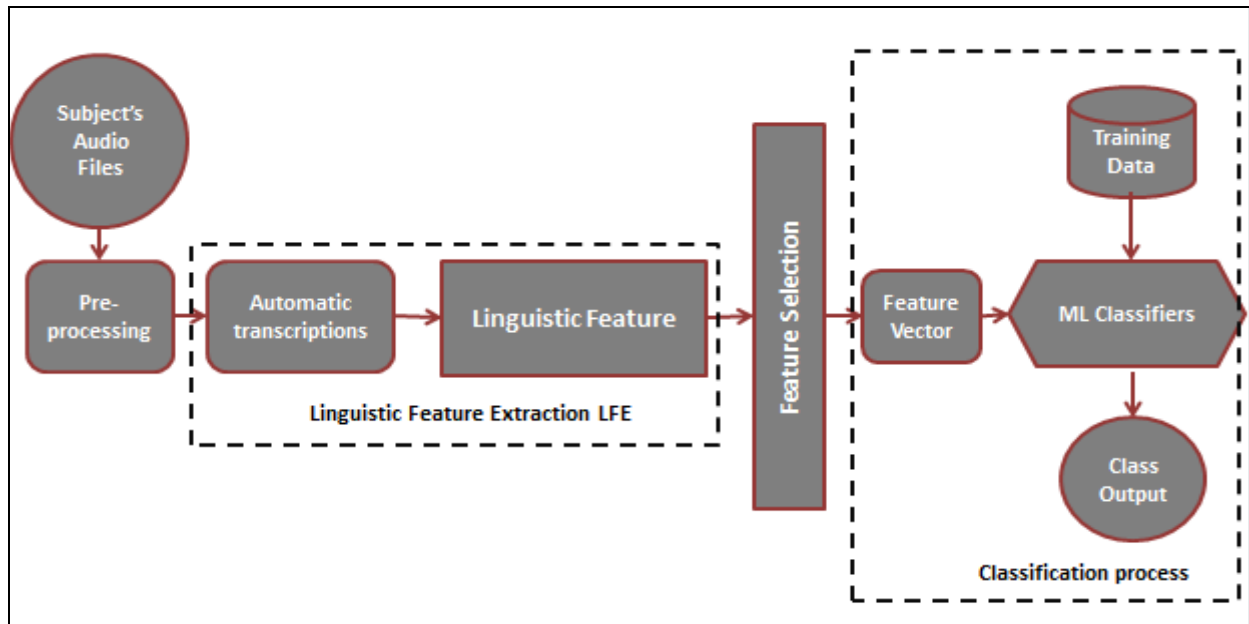 Subject's
Audio
Files
Pre-
processing
Automatic
transcriptions
Linguistic Feature
Linguistic Feature Extraction LFE
Feature Selection
Feature
Vector
Training
Data
ML Classifiers
Class
Output
Classification process